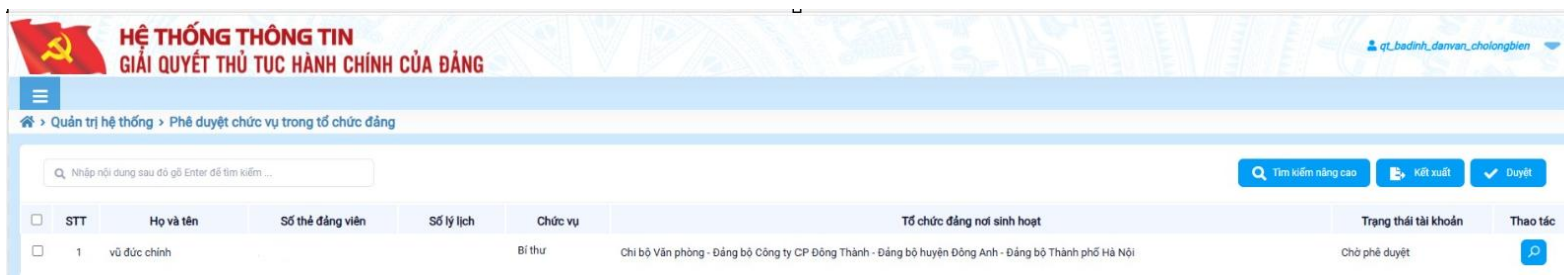 HỆ THỐNG THÔNG TIN
GIẢI QUYẾT THỦ TỤC HÀNH CHÍNH CỦA ĐẢNG
qt_badinh_danvan_cholongbien
> Quản trị hệ thống > Phê duyệt chức vụ trong tổ chức đảng
Nhập nội dung sau đó gõ Enter để tìm kiếm ...
Tìm kiếm nâng cao Kết xuất Duyệt
STT Họ và tên Số thẻ đảng viên Số lý lịch Chức vụ Tổ chức đảng nơi sinh hoạt Trạng thái tài khoản Thao tác
1 vũ đức chính Bí thư Chi bộ Văn phòng - Đảng bộ Công ty CP Đông Thành - Đảng bộ huyện Đông Anh - Đảng bộ Thành phố Hà Nội Chờ phê duyệt